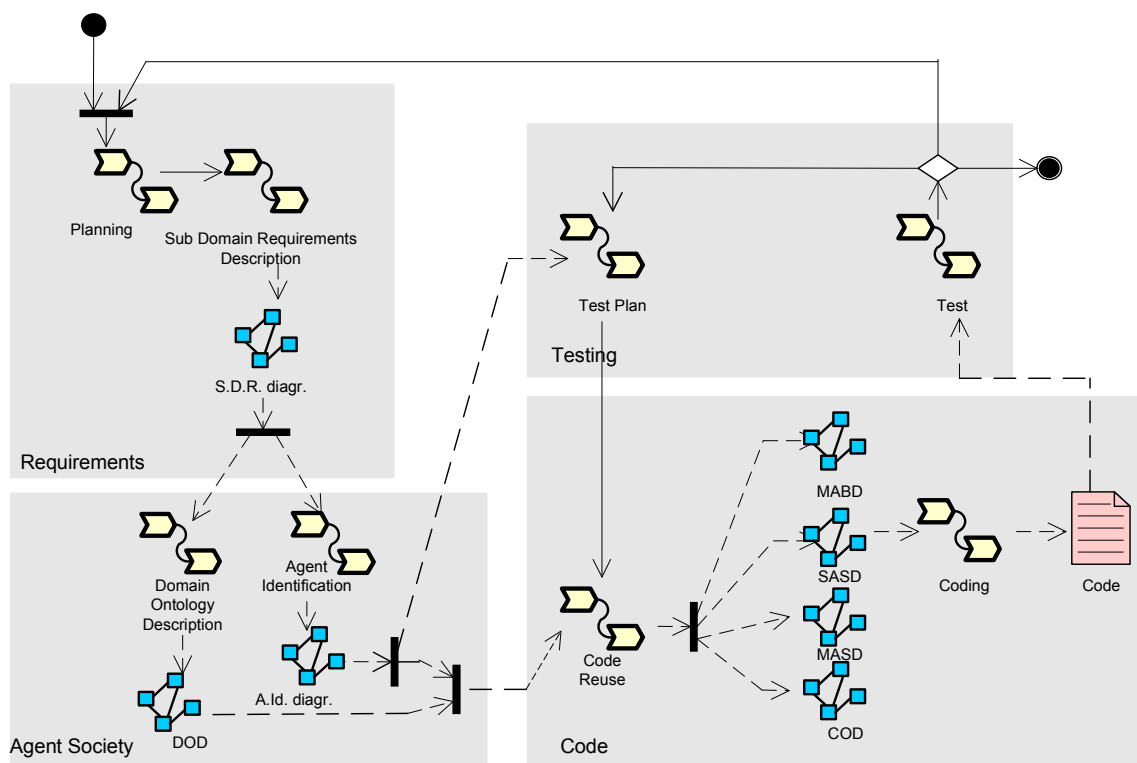 Planning
Sub Domain Requirements
Description
S.D.R. diagr.
Requirements
Test Plan
Test
Testing
Agent
Identification
Domain
Ontology
Description
A.Id. diagr.
DOD
Agent Society
MABD
SASD
MASD
COD
Coding
Code
Code
Reuse
Code